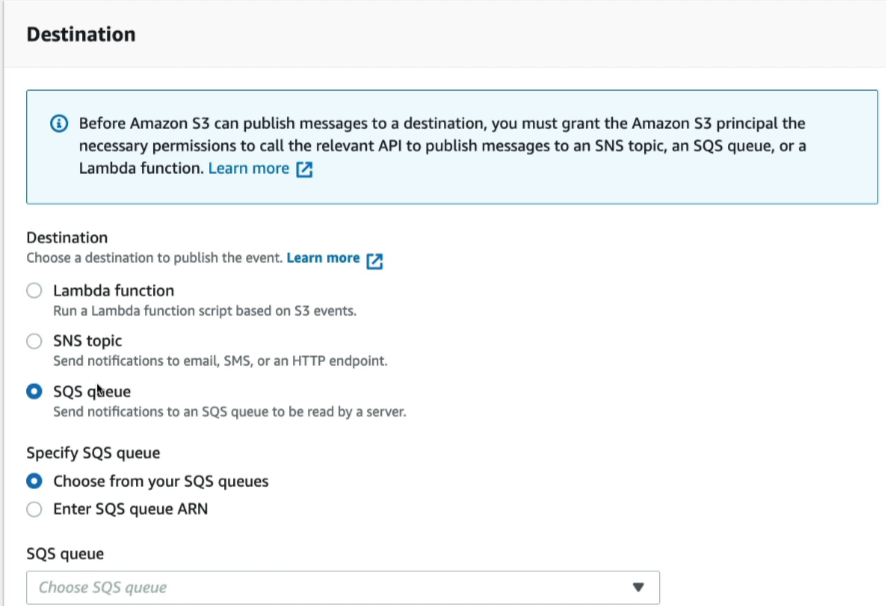 Destination
Before Amazon S3 can publish messages to a destination, you must grant the Amazon S3 principal the
necessary permissions to call the relevant API to publish messages to an SNS topic, an SQS queue, or a
Lambda function. Learn more
Destination
Choose a destination to publish the event. Learn more
Lambda function
Run a Lambda function script based on S3 events.
SNS topic
Send notifications to email, SMS, or an HTTP endpoint.
SQS queue
Send notifications to an SQS queue to be read by a server.
Specify SQS queue
Choose from your SQS queues
Enter SQS queue ARN
SQS queue
Choose SQS queue